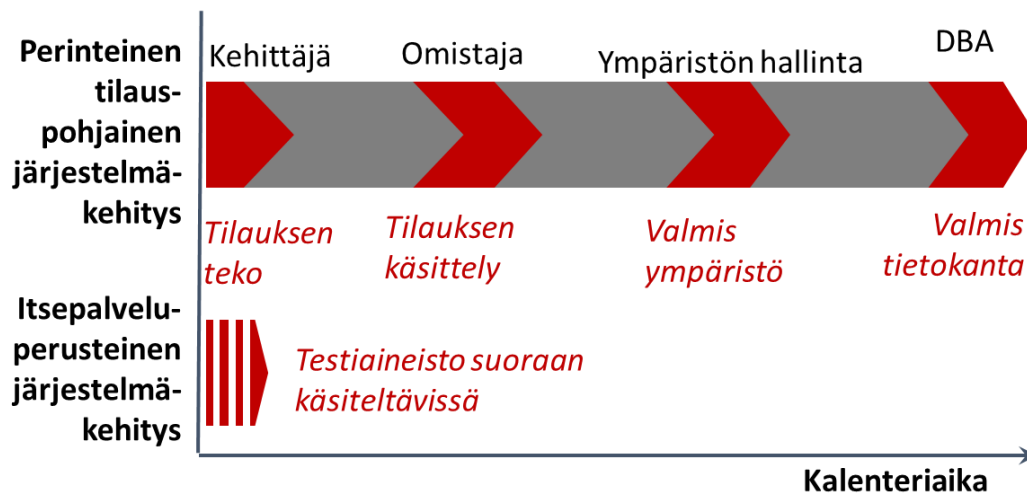 Perinteinen
tilaus-
pohjainen
järjestelmä-
kehitys
Kehittäjä
Omistaja
Ympäristön hallinta
DBA
Tilauksen
teko
Tilauksen
käsittely
Valmis
ympäristö
Valmis
tietokanta
Itsepalvelu-
perusteinen
järjestelmä-
kehitys
Testiaineisto suoraan
käsiteltävissä
Kalenteriaika